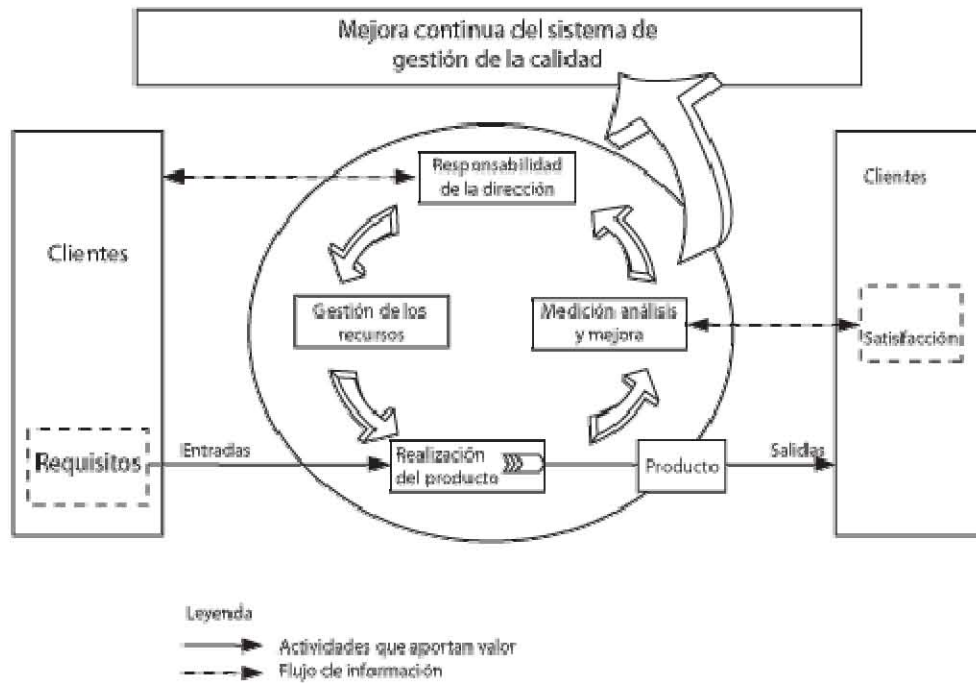 Mejora continua del sistema de
gestión de la calidad
Responsabilidad
de la dirección
Clientes
Clientes
Gestión de los
recursos
Medición análisis
y mejora
Satisfacción
Requisitos
Entradas
Realización
del producto
Producto
Salidas
Leyenda
Actividades que aportan valor
Flujo de información